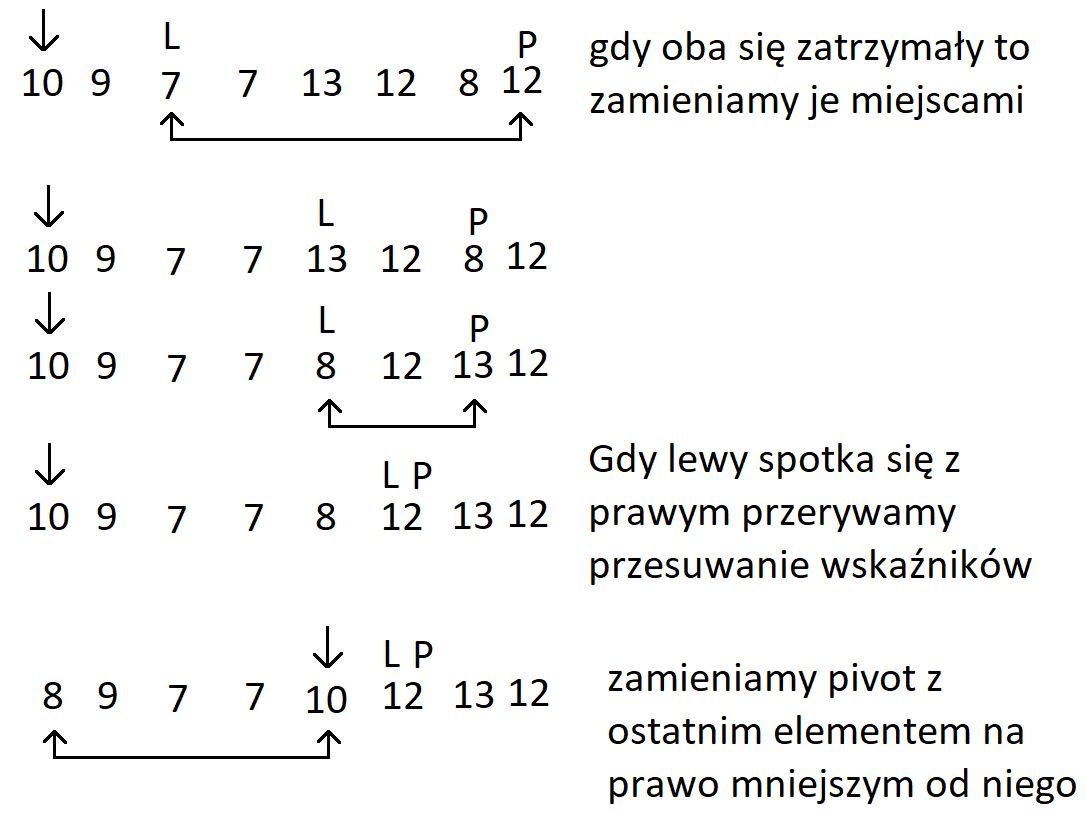 L P
10 9 7 7 13 12 8 12
gdy oba się zatrzymały to
zamieniamy je miejscami
L P
10 9 7 7 13 12 8 12
L P
10 9 7 7 8 12 13 12
L P
10 9 7 7 8 12 13 12
Gdy lewy spotka się z
prawym przerywamy
przesuwanie wskaźników
L P
8 9 7 7 10 12 13 12
zamieniamy pivot z
ostatnim elementem na
prawo mniejszym od niego